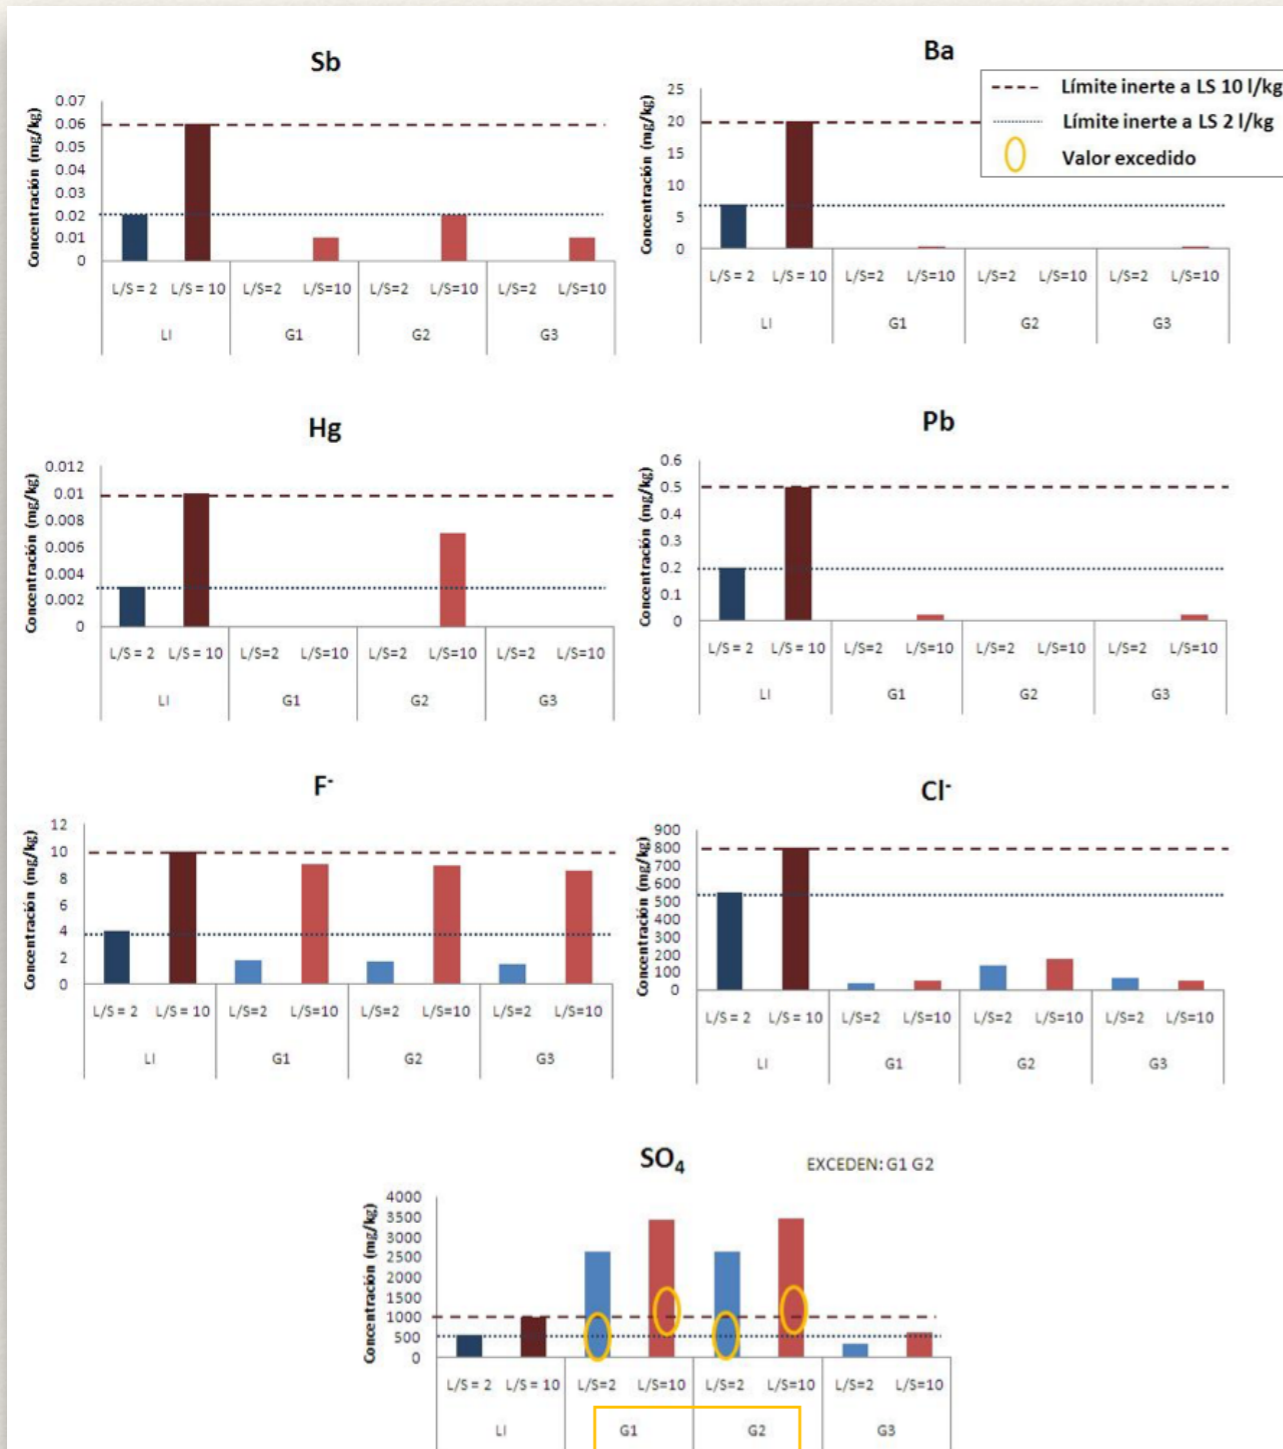 Sb
Concentración (mg/kg)
0.07
0.06
0.05
0.04
0.03
0.02
0.01
0
L/S = 2 L/S = 10 L/S=2 L/S=10 L/S=2 L/S=10 L/S=2 L/S=10
LI G1 G2 G3
Ba
Límite inerte a LS 10 l/kg
Límite inerte a LS 2 l/kg
Valor excedido
Concentración (mg/kg)
25
20
15
10
5
0
L/S = 2 L/S = 10 L/S=2 L/S=10 L/S=2 L/S=10 L/S=2 L/S=10
LI G1 G2 G3
Hg
Concentración (mg/kg)
0.012
0.01
0.008
0.006
0.004
0.002
0
L/S = 2 L/S = 10 L/S=2 L/S=10 L/S=2 L/S=10 L/S=2 L/S=10
LI G1 G2 G3
Pb
Concentración (mg/kg)
0.6
0.5
0.4
0.3
0.2
0.1
0
L/S = 2 L/S = 10 L/S=2 L/S=10 L/S=2 L/S=10 L/S=2 L/S=10
LI G1 G2 G3
F-
Concentración (mg/kg)
12
10
8
6
4
2
0
L/S = 2 L/S = 10 L/S=2 L/S=10 L/S=2 L/S=10 L/S=2 L/S=10
LI G1 G2 G3
Cl-
Concentración (mg/kg)
900
800
700
600
500
400
300
200
100
0
L/S = 2 L/S = 10 L/S=2 L/S=10 L/S=2 L/S=10 L/S=2 L/S=10
LI G1 G2 G3
SO4
EXCEDEN: G1 G2
Concentración (mg/kg)
4000
3500
3000
2500
2000
1500
1000
500
0
L/S = 2 L/S = 10 L/S=2 L/S=10 L/S=2 L/S=10 L/S=2 L/S=10
LI G1 G2 G3